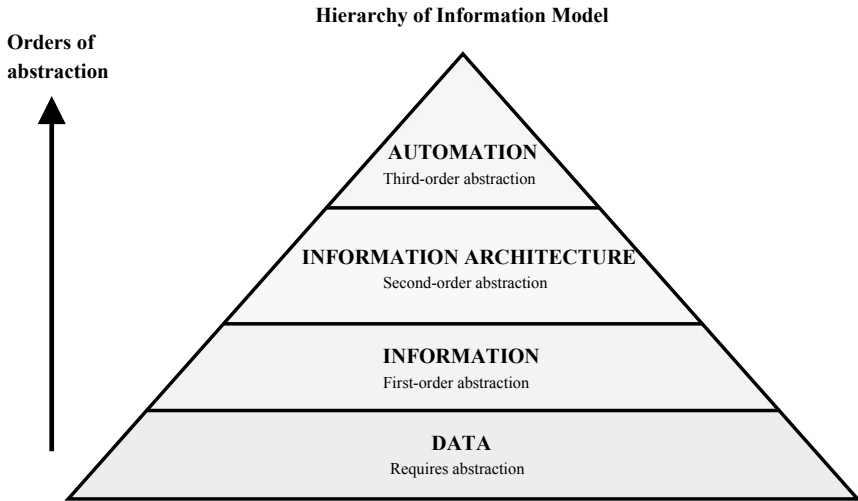 Hierarchy of Information Model
Orders of
abstraction
AUTOMATION
Third-order abstraction
INFORMATION ARCHITECTURE
Second-order abstraction
INFORMATION
First-order abstraction
DATA
Requires abstraction